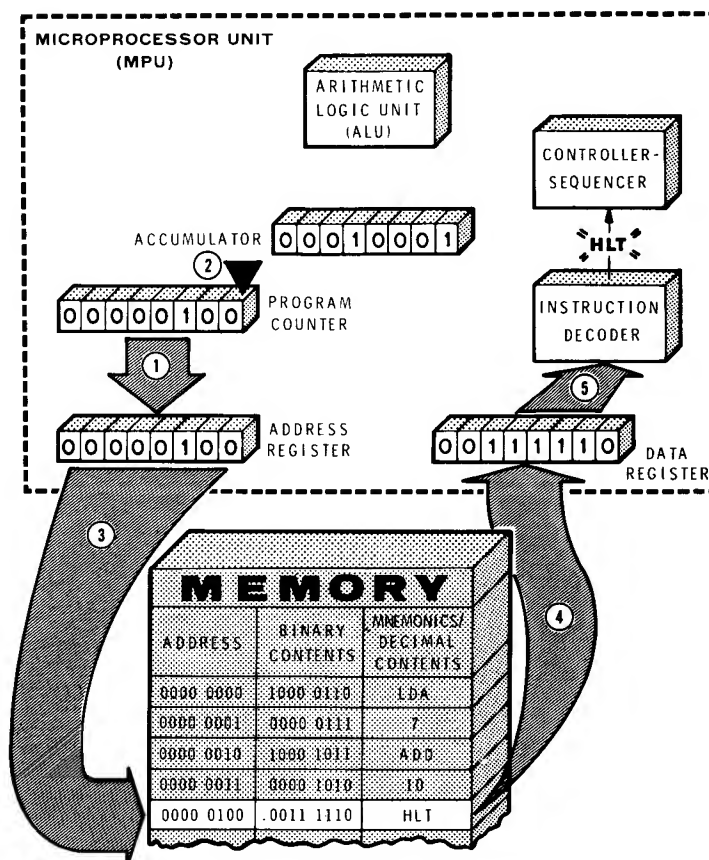 MICROPROCESSOR UNIT
(MPU)
ARITHMETIC
LOGIC UNIT
(ALU)
CONTROLLER-
SEQUENCER
HLT
ACCUMULATOR
0 0 0 1 0 0 0 1
2
0 0 0 0 0 1 0 0
PROGRAM
COUNTER
INSTRUCTION
DECODER
1
5
0 0 0 0 0 1 0 0
ADDRESS
REGISTER
0 0 1 1 1 1 1 0
DATA
REGISTER
3
4
MEMORY
ADDRESS
BINARY
CONTENTS
MNEMONICS/
DECIMAL
CONTENTS
0000 0000 1000 0110 LDA
0000 0001 0000 0111 7
0000 0010 1000 1011 ADD
0000 0011 0000 1010 10
0000 0100 .0011 1110 HLT